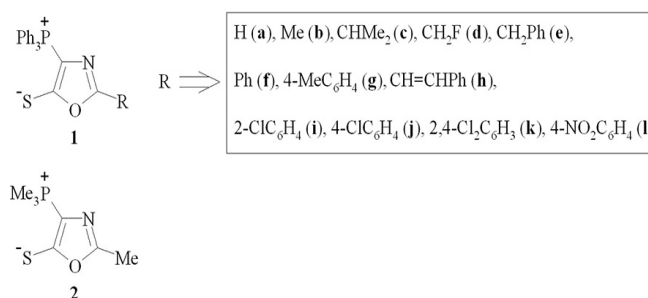 +
Ph₃P
N
⁻S
O
R
1
R ⟹ H (a), Me (b), CHMe₂ (c), CH₂F (d), CH₂Ph (e),
Ph (f), 4-MeC₆H₄ (g), CH=CHPh (h),
2-ClC₆H₄ (i), 4-ClC₆H₄ (j), 2,4-Cl₂C₆H₃ (k), 4-NO₂C₆H₄ (l
+
Me₃P
N
⁻S
O
Me
2